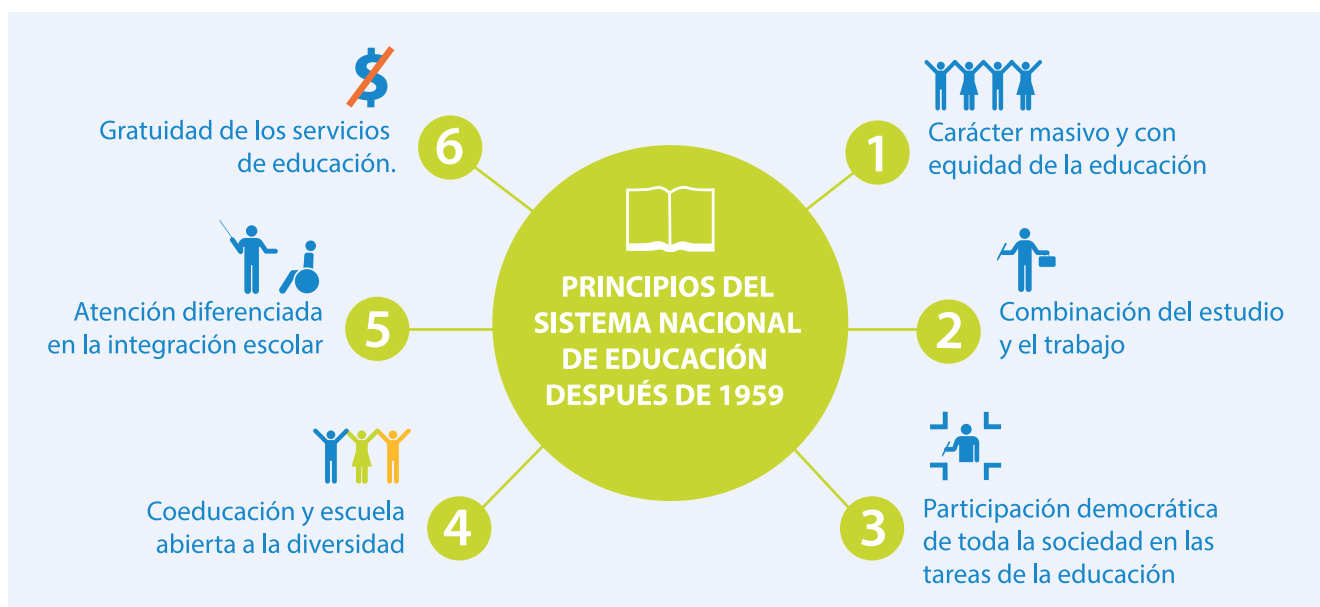 PRINCIPIOS DEL
SISTEMA NACIONAL
DE EDUCACIÓN
DESPUÉS DE 1959
1
Carácter masivo y con
equidad de la educación
2
Combinación del estudio
y el trabajo
3
Participación democrática
de toda la sociedad en las
tareas de la educación
4
Coeducación y escuela
abierta a la diversidad
5
Atención diferenciada
en la integración escolar
6
$
Gratuidad de los servicios
de educación.